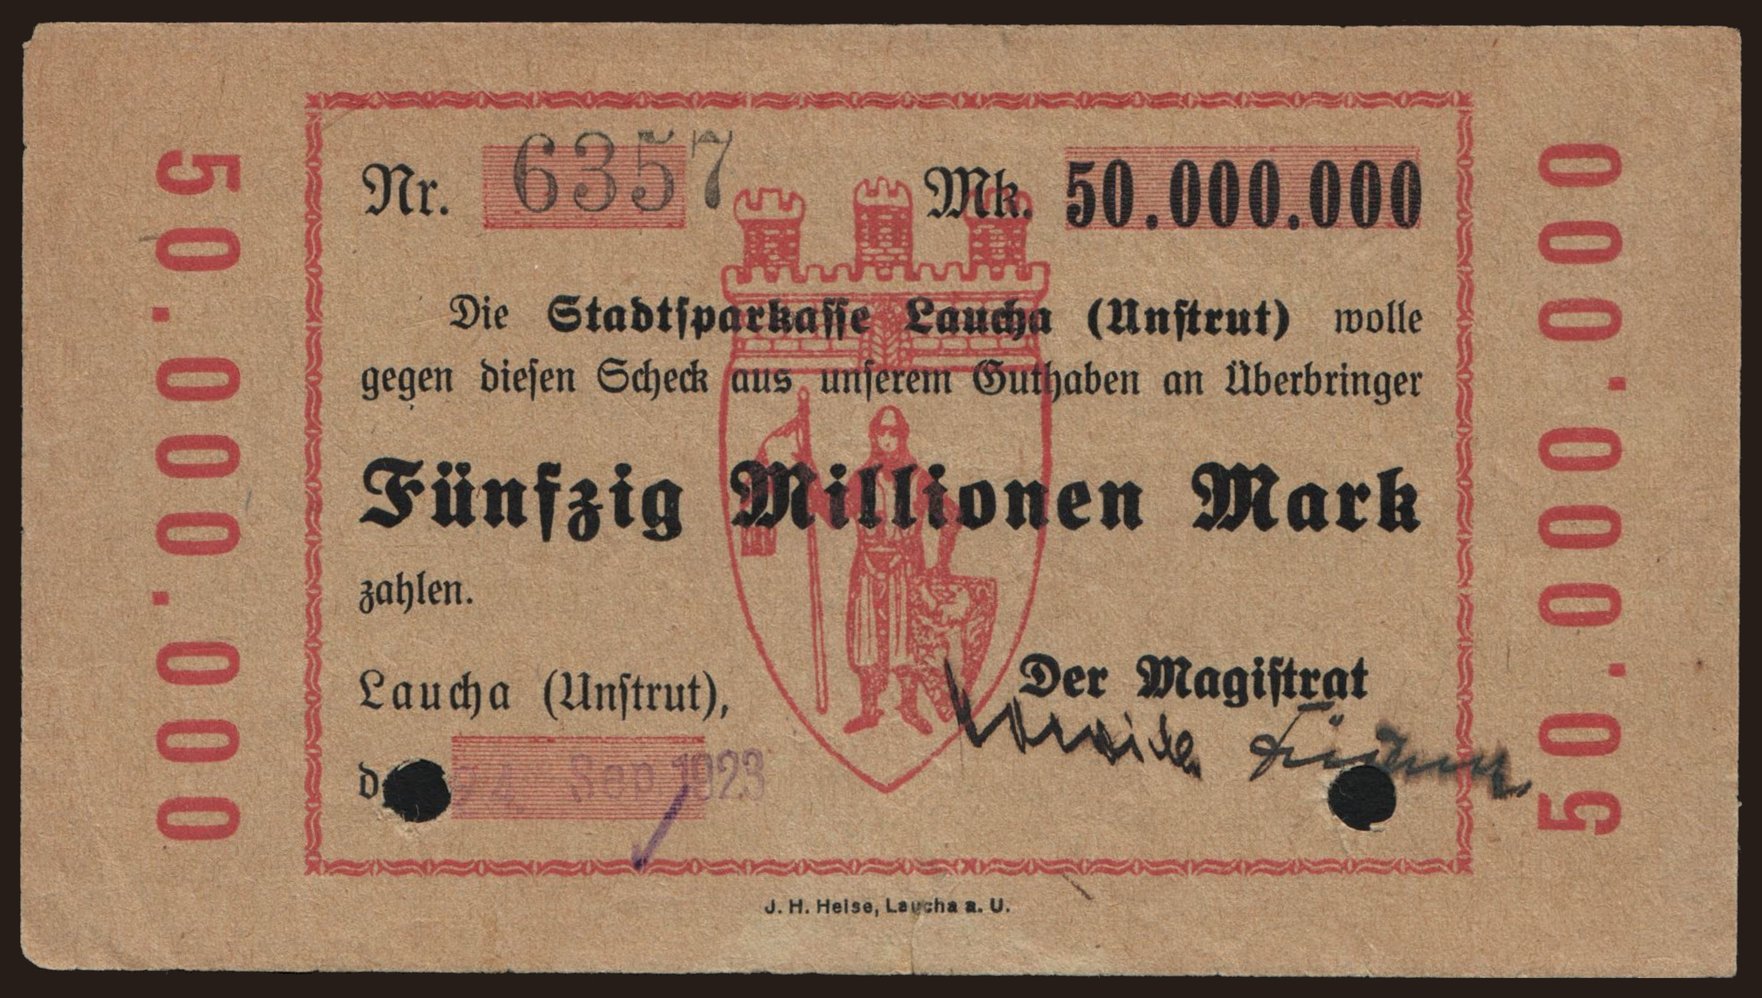 50.000.000
Nr. 6357 Mk. 50.000.000
Die Stadtsparkasse Laucha (Unstrut) wolle
gegen diesen Scheck aus unserem Guthaben an Überbringer
Fünfzig Millionen Mark
zahlen.
Der Magistrat
Laucha (Unstrut),
24. Sep. 1923
J. H. Heise, Laucha a. U.
50.000.000